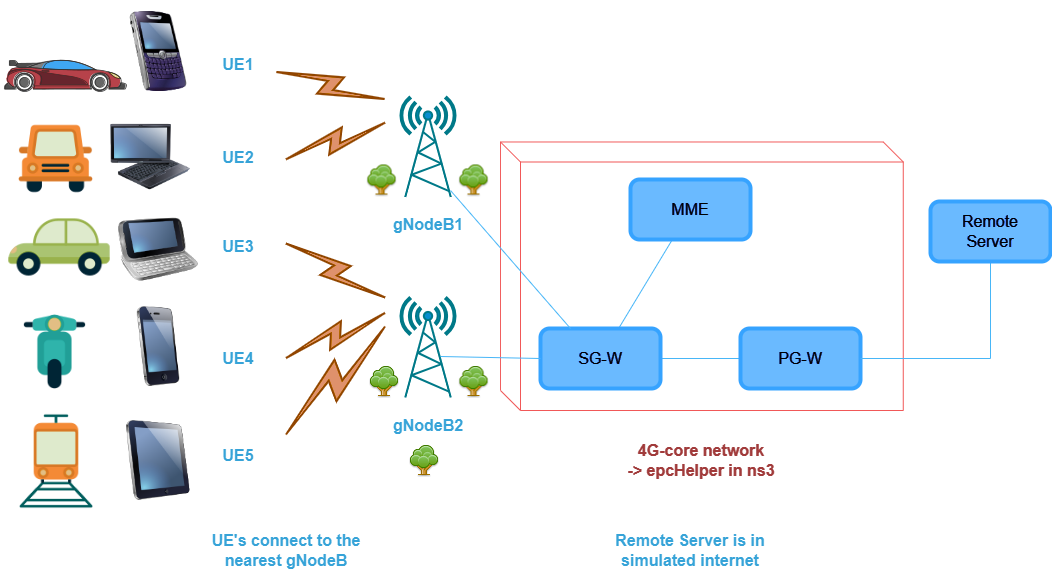 UE1
UE2
UE3
UE4
UE5
gNodeB1
gNodeB2
MME
SG-W
PG-W
Remote
Server
4G-core network
-> epcHelper in ns3
UE's connect to the
nearest gNodeB
Remote Server is in
simulated internet